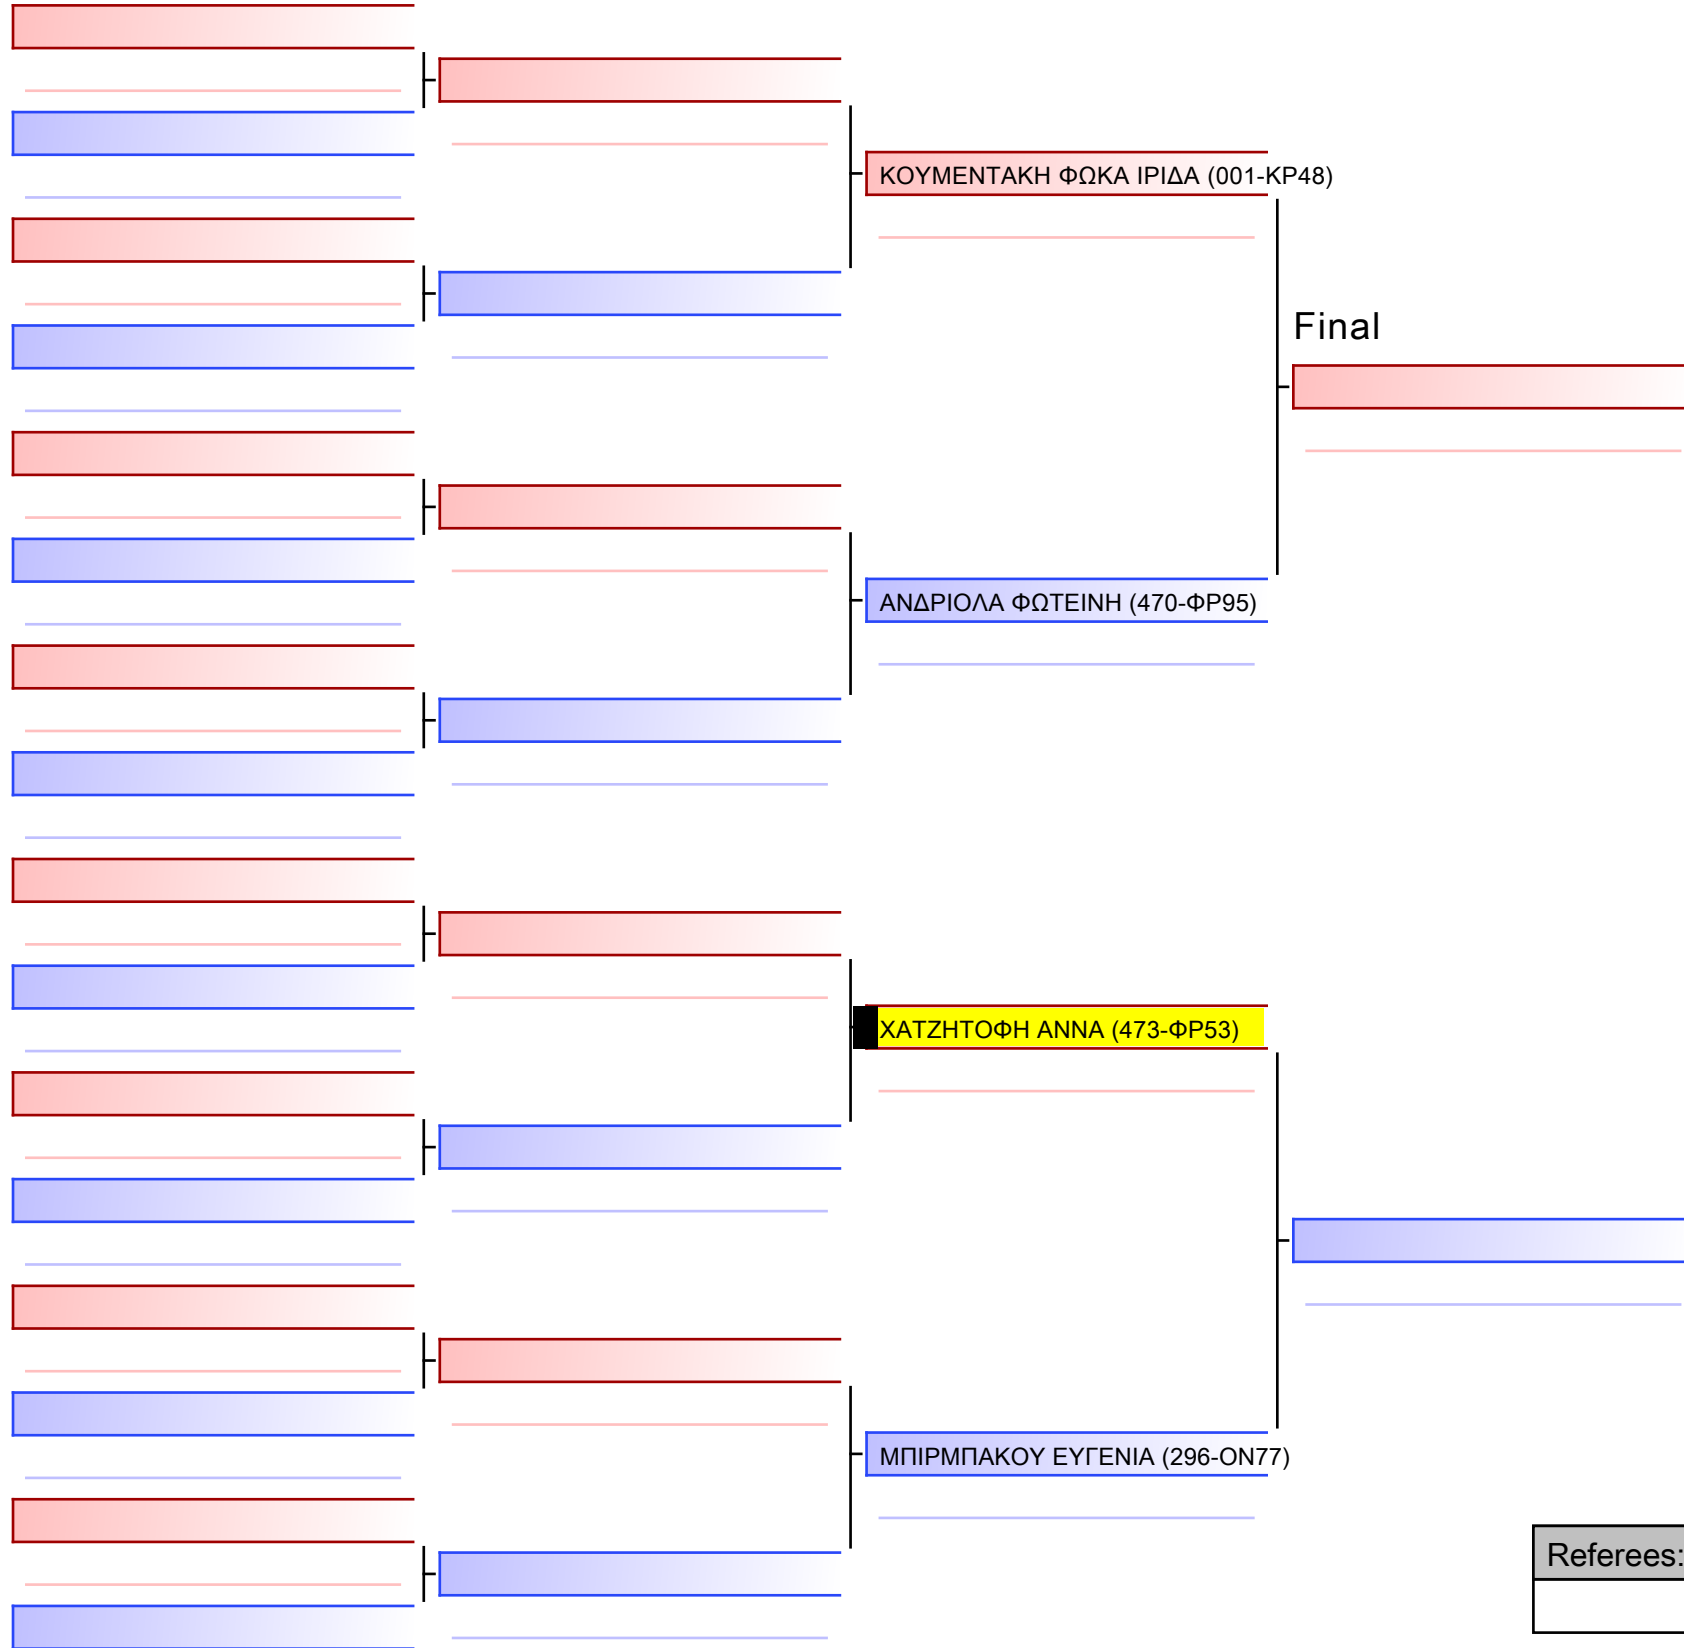 ΚΟΥΜΕΝΤΑΚΗ ΦΩΚΑ ΙΡΙΔΑ (001-ΚΡ48)
Final
ΑΝΔΡΙΟΛΑ ΦΩΤΕΙΝΗ (470-ΦΡ95)
ΧΑΤΖΗΤΟΦΗ ΑΝΝΑ (473-ΦΡ53)
ΜΠΙΡΜΠΑΚΟΥ ΕΥΓΕΝΙΑ (296-ΟΝ77)
Referees: